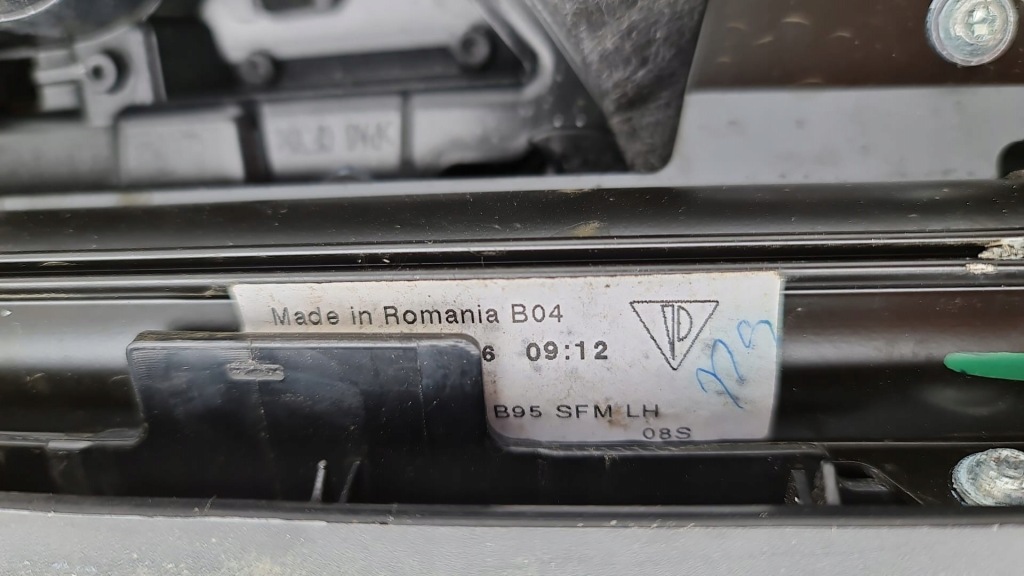 Made in Romania B04
6 09:12
B95 SFM LH
08S